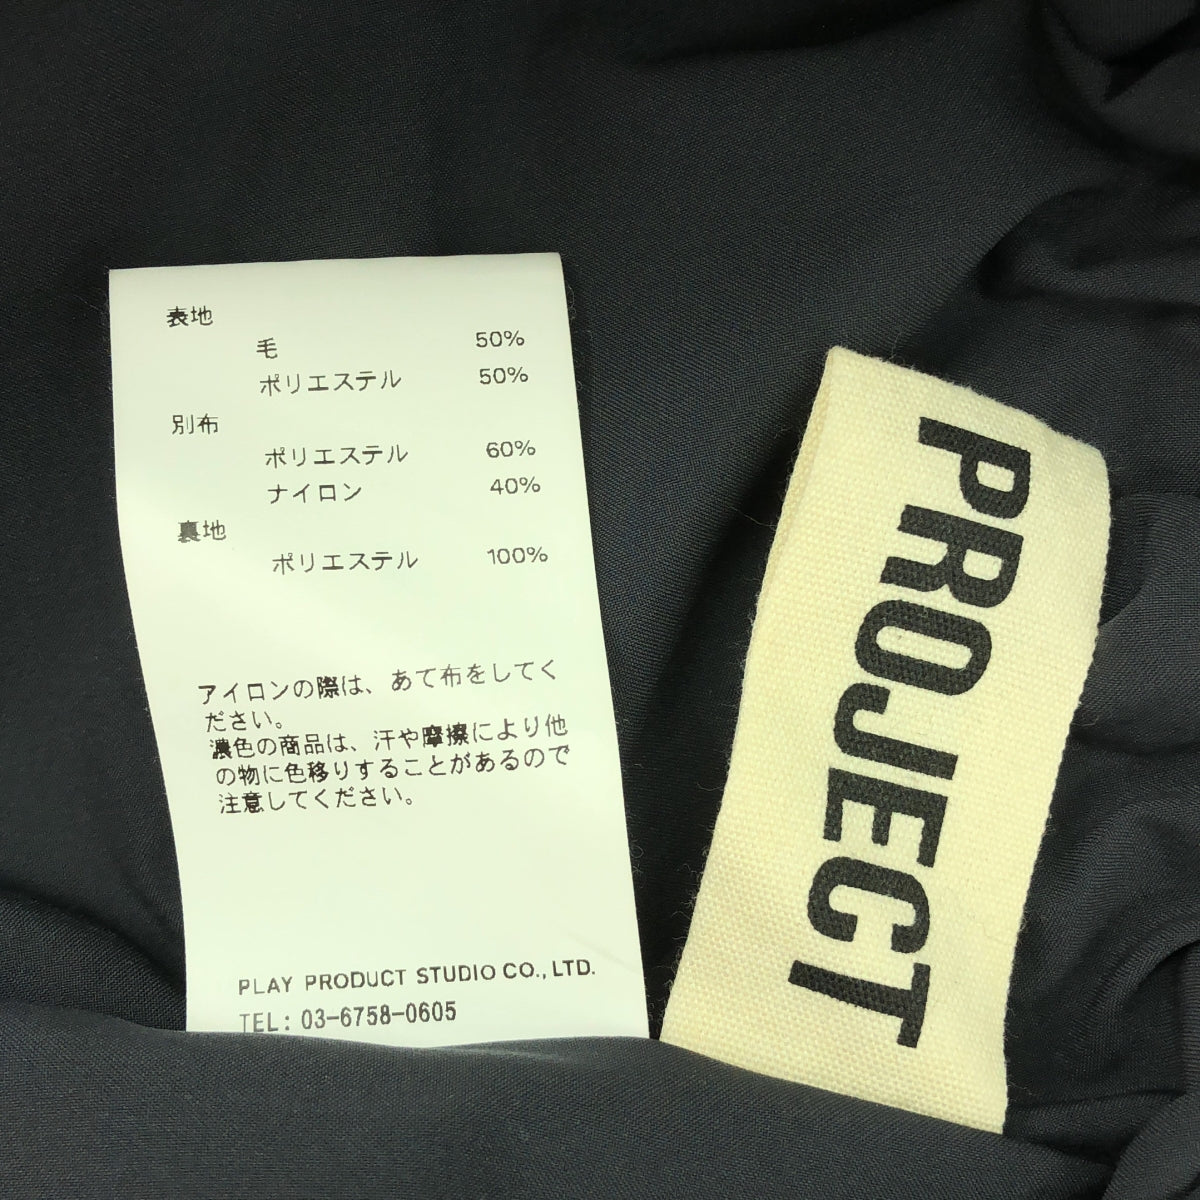 表地
毛 50%
ポリエステル 50%
別布
ポリエステル 60%
ナイロン 40%
裏地
ポリエステル 100%
アイロンの際は、あて布をしてく
ださい。
濃色の商品は、汗や摩擦により他
の物に色移りすることがあるので
注意してください。
PLAY PRODUCT STUDIO CO., LTD.
TEL: 03-6758-0605
PROJECT